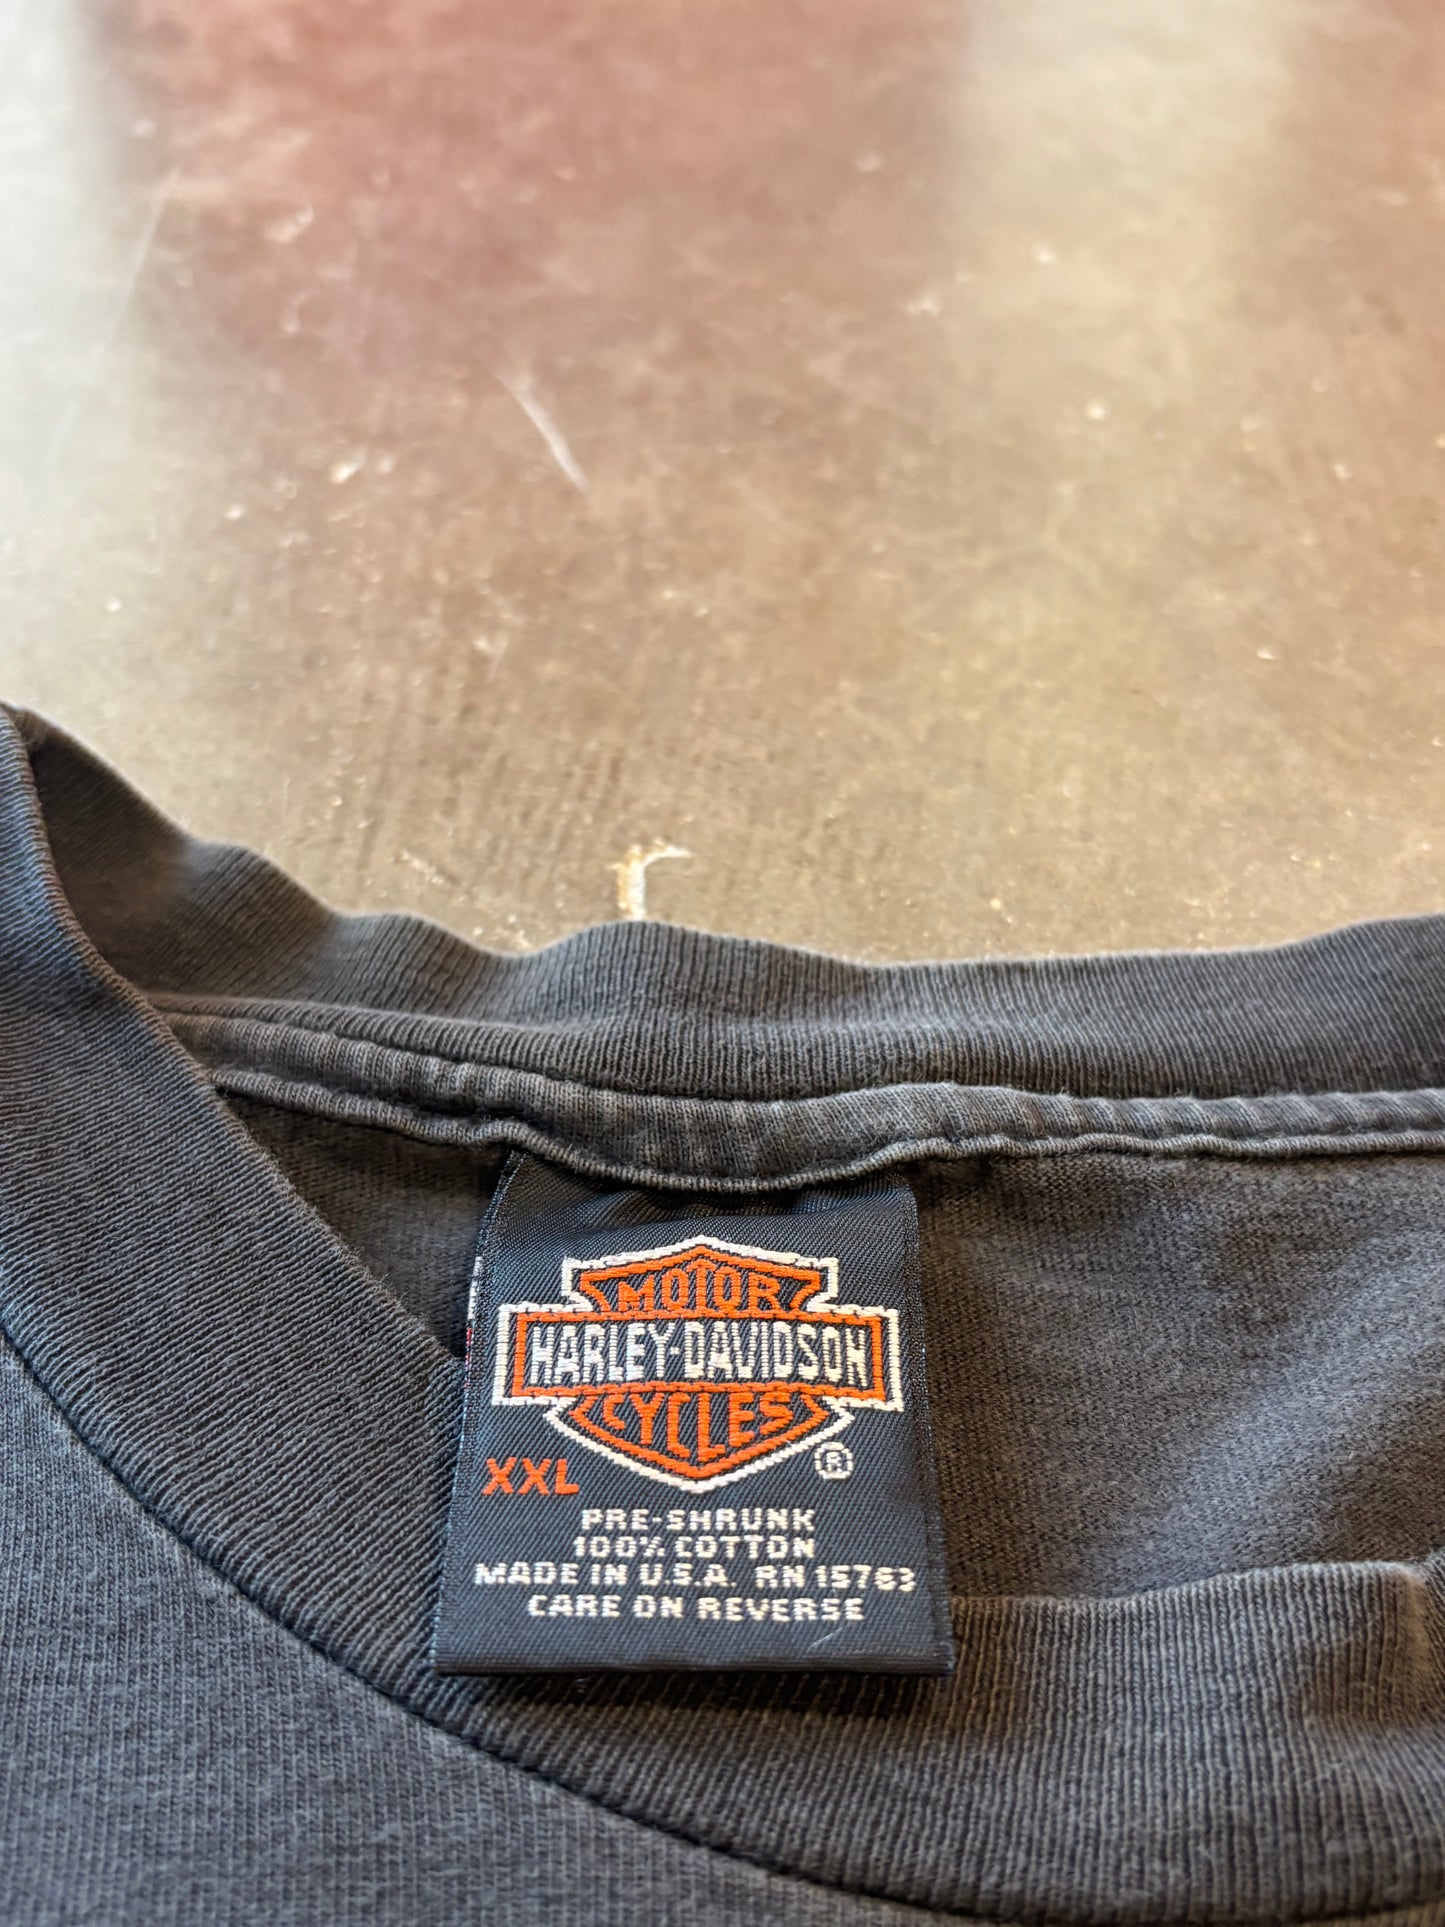 MOTOR
HARLEY-DAVIDSON
CYCLES
®
XXL
PRE-SHRUNK
100% COTTON
MADE IN U.S.A. RN 15763
CARE ON REVERSE